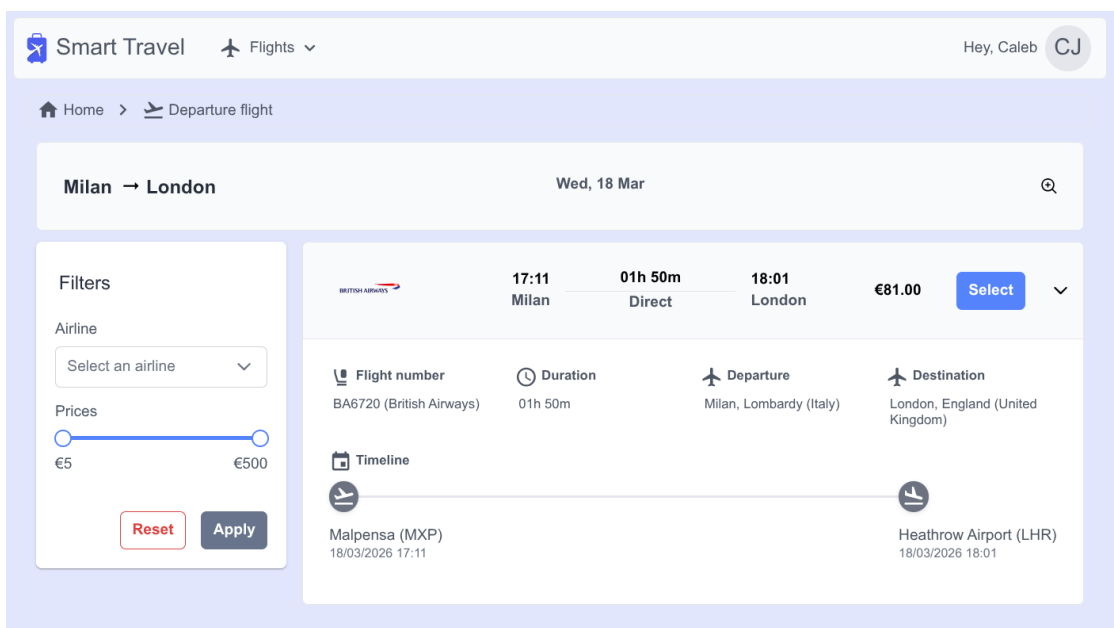 Smart Travel
Flights
Hey, Caleb
CJ
Home
Departure flight
Milan → London
Wed, 18 Mar
Filters
Airline
Select an airline
Prices
€5
€500
Reset
Apply
BRITISH AIRWAYS
17:11
Milan
01h 50m
Direct
18:01
London
€81.00
Select
Flight number
BA6720 (British Airways)
Duration
01h 50m
Departure
Milan, Lombardy (Italy)
Destination
London, England (United
Kingdom)
Timeline
Malpensa (MXP)
18/03/2026 17:11
Heathrow Airport (LHR)
18/03/2026 18:01